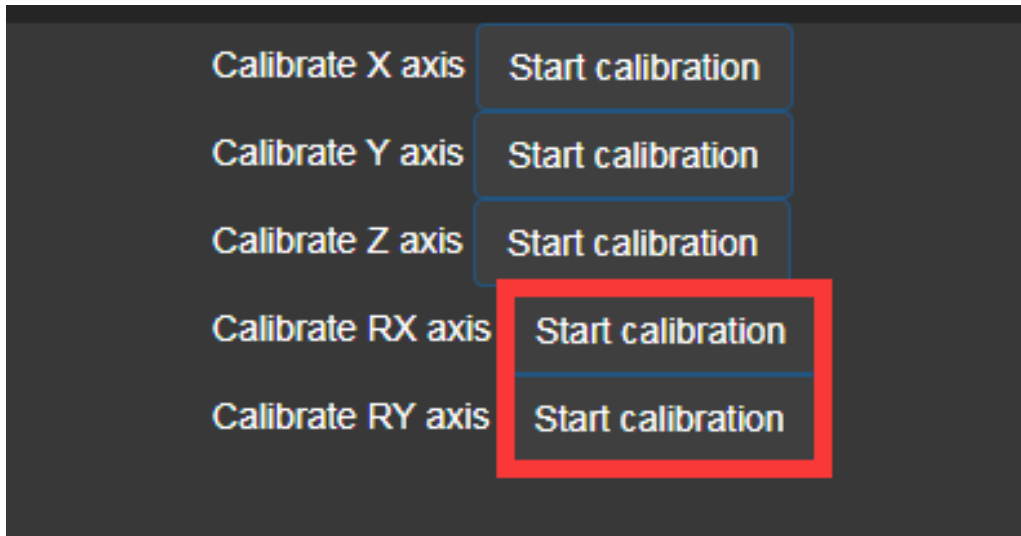 Calibrate X axis Start calibration
Calibrate Y axis Start calibration
Calibrate Z axis Start calibration
Calibrate RX axis Start calibration
Calibrate RY axis Start calibration